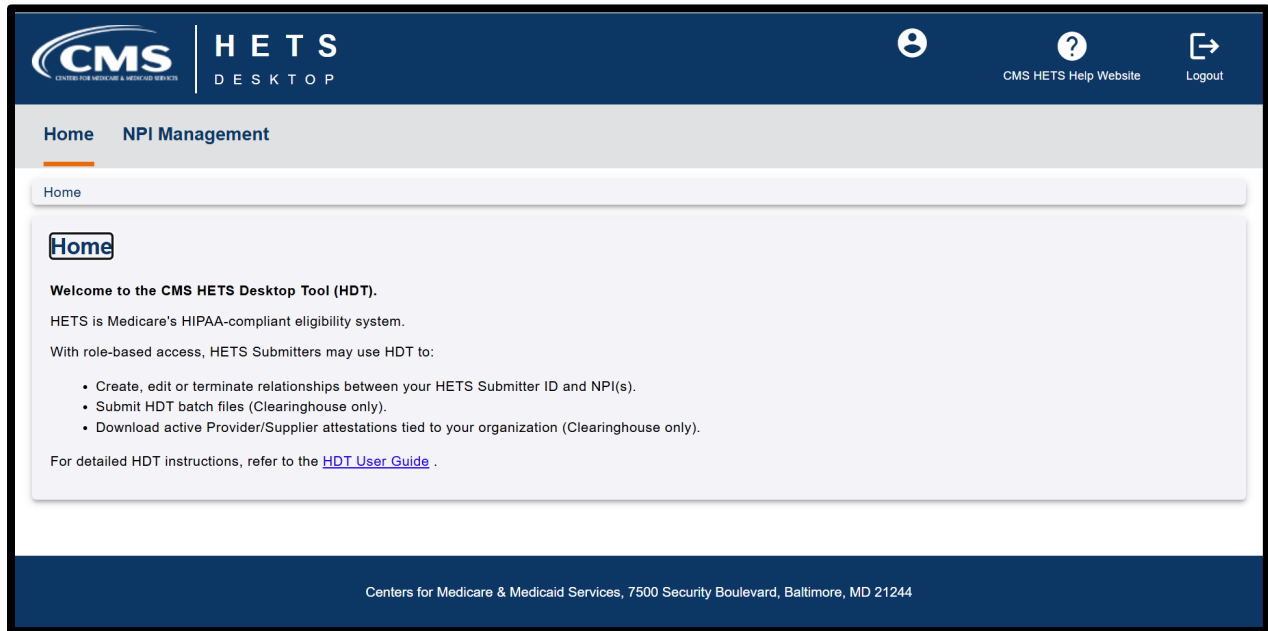 CMS
CENTERS FOR MEDICARE & MEDICAID SERVICES
HETS
DESKTOP
CMS HETS Help Website
Logout
Home NPI Management
Home
Home
Welcome to the CMS HETS Desktop Tool (HDT).
HETS is Medicare's HIPAA-compliant eligibility system.
With role-based access, HETS Submitters may use HDT to:
• Create, edit or terminate relationships between your HETS Submitter ID and NPI(s).
• Submit HDT batch files (Clearinghouse only).
• Download active Provider/Supplier attestations tied to your organization (Clearinghouse only).
For detailed HDT instructions, refer to the HDT User Guide .
Centers for Medicare & Medicaid Services, 7500 Security Boulevard, Baltimore, MD 21244